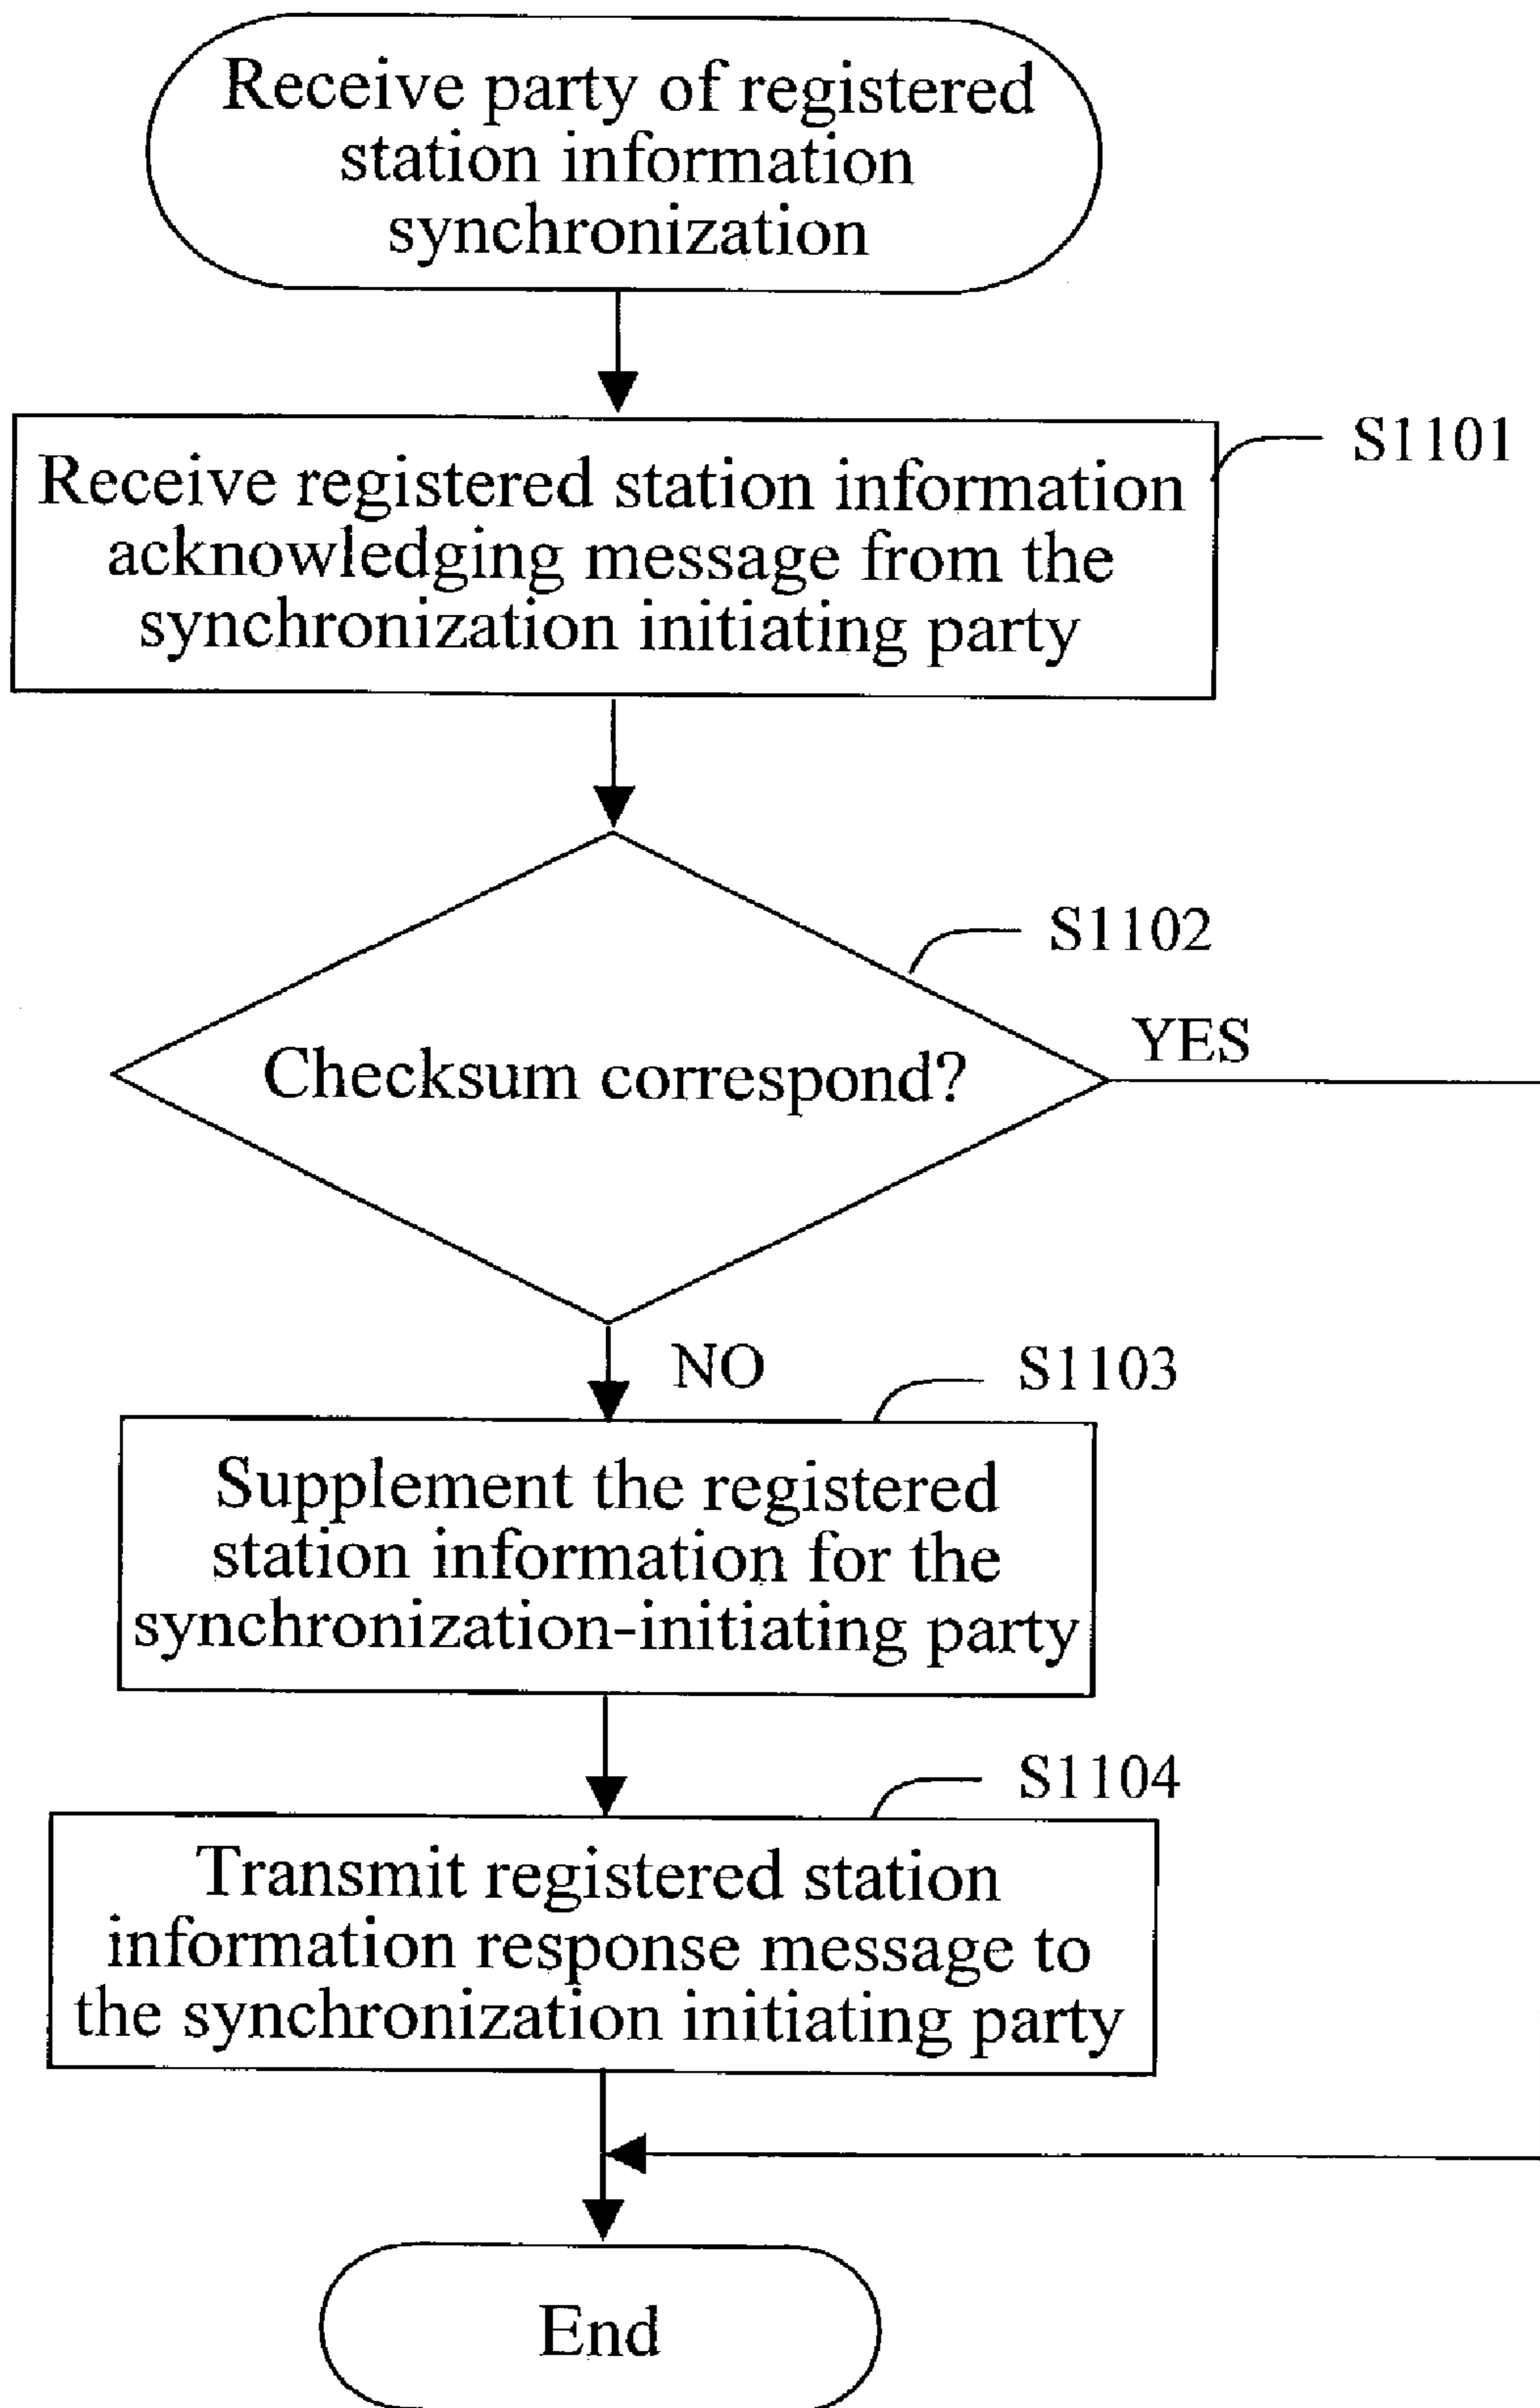 Receive party of registered
station information
synchronization
S1101
Receive registered station information
acknowledging message from the
synchronization initiating party
S1102
YES
Checksum correspond?
NO
S1103
Supplement the registered
station information for the
synchronization-initiating party
S1104
Transmit registered station
information response message to
the synchronization initiating party
End